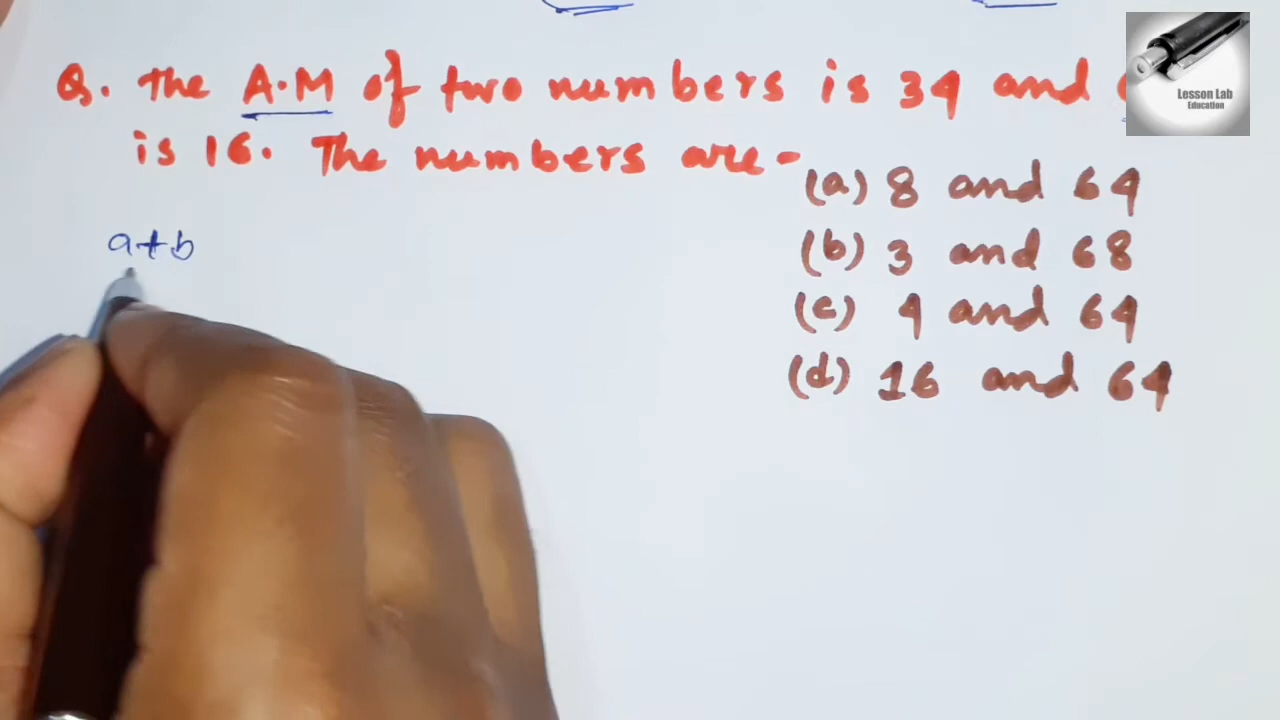 Q. The A.M of two numbers is 34 and
is 16. The numbers are-
(a) 8 and 64
(b) 3 and 68
(c) 4 and 64
(d) 16 and 64
a+b
Lesson Lab
Education